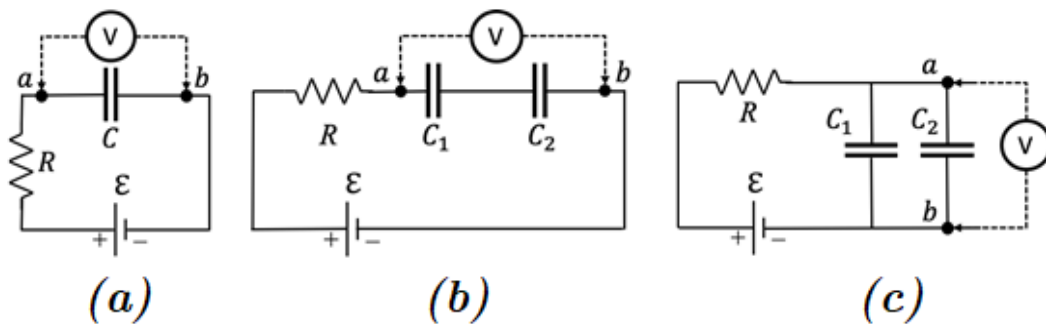 V V
a b a b a
R C₁ C₂ V
C R C₁ C₂
R
ε ε ε b
+ − + − + −
(a) (b) (c)